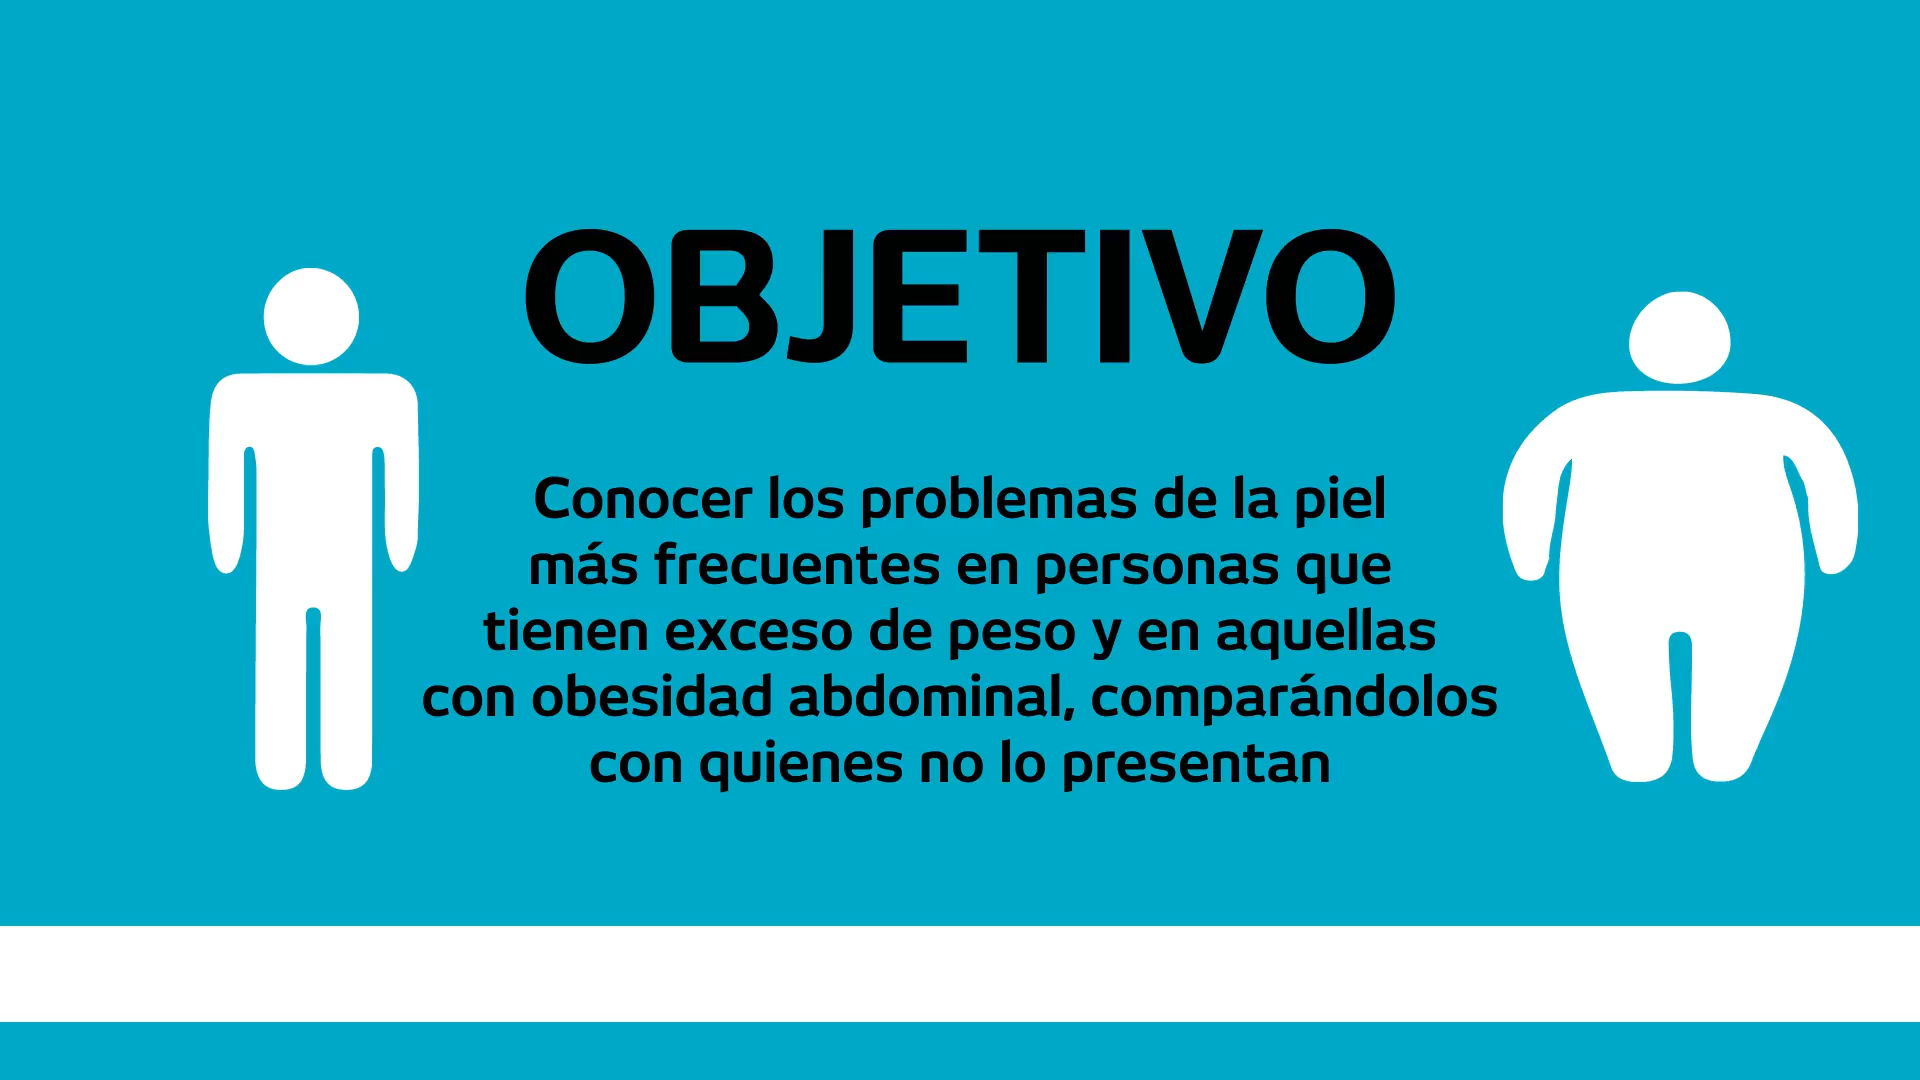 OBJETIVO
Conocer los problemas de la piel
más frecuentes en personas que
tienen exceso de peso y en aquellas
con obesidad abdominal, comparándolos
con quienes no lo presentan